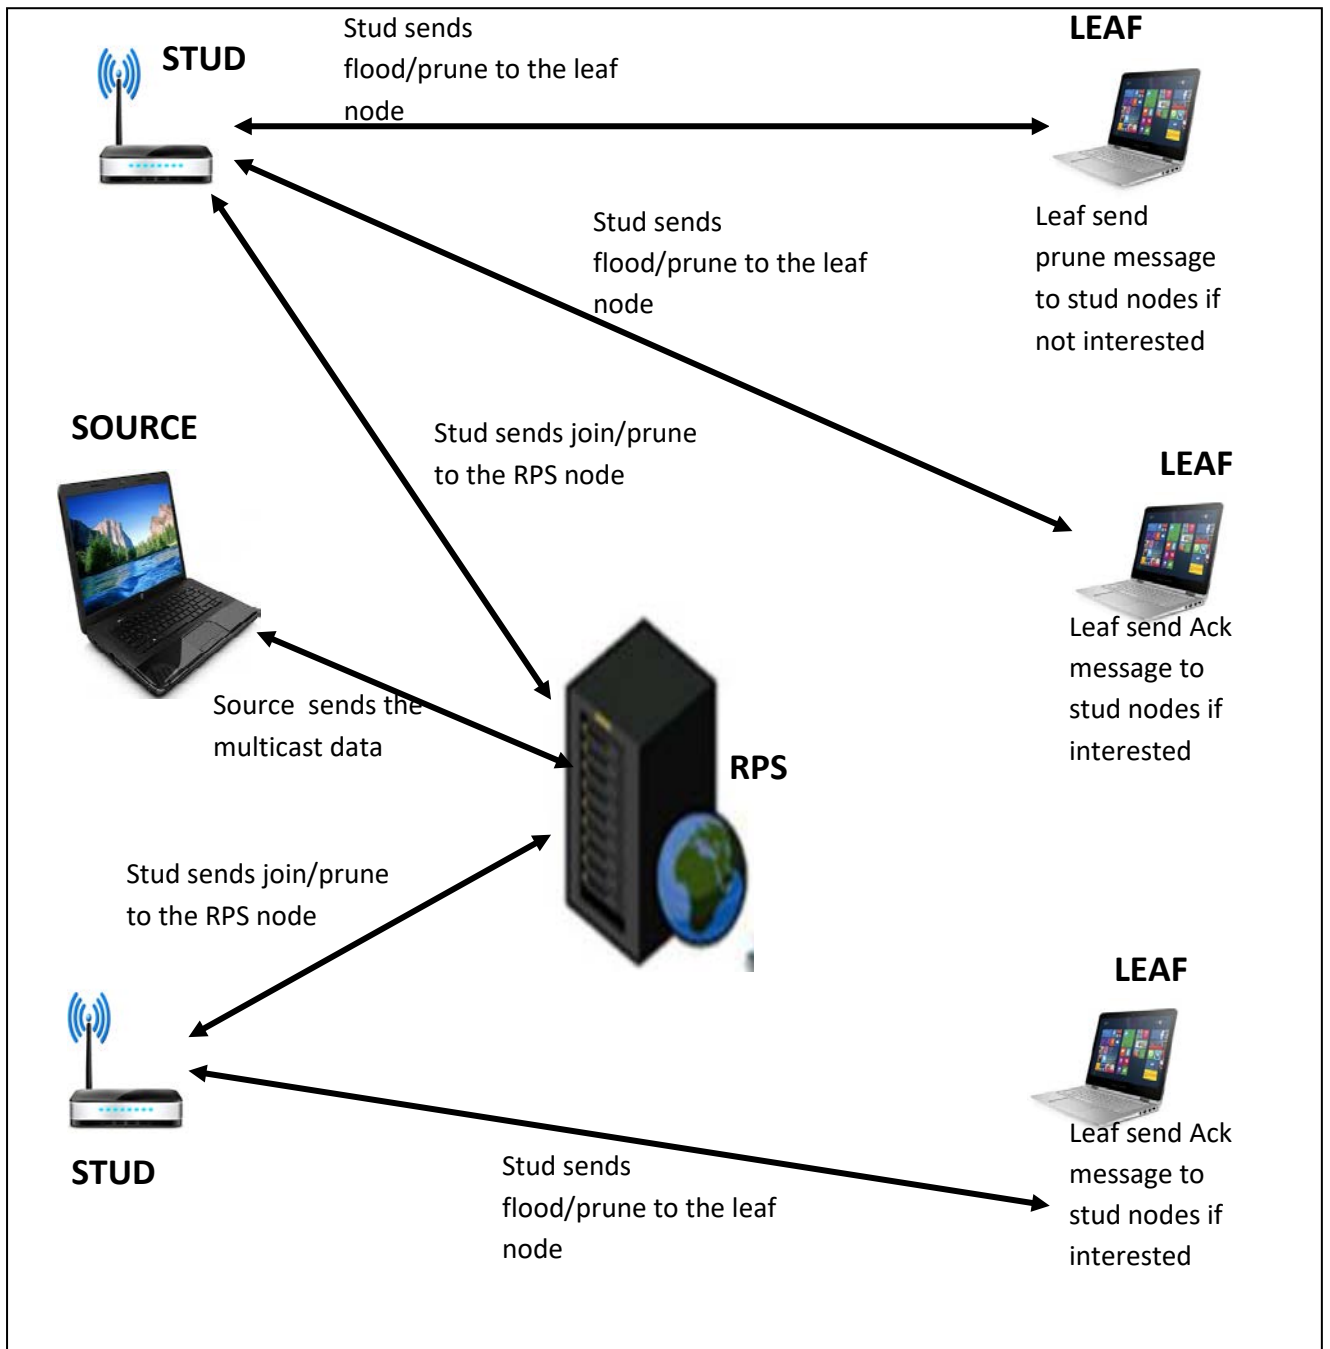 STUD
Stud sends
flood/prune to the leaf
node
LEAF
Stud sends
flood/prune to the leaf
node
Leaf send
prune message
to stud nodes if
not interested
SOURCE
Stud sends join/prune
to the RPS node
LEAF
Leaf send Ack
message to
stud nodes if
interested
Source  sends the
multicast data
RPS
Stud sends join/prune
to the RPS node
LEAF
STUD
Stud sends
flood/prune to the leaf
node
Leaf send Ack
message to
stud nodes if
interested